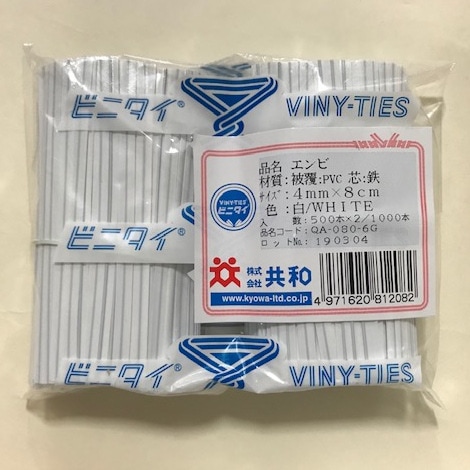 ビニタイ® VINY-TIES
品名 エンビ
材質:被覆:PVC 芯:鉄
サイズ:4mm×8cm
色:白/WHITE
入数:500本×2/1000本
品名コード:QA-080-6G
ロットNo.:190304
VINY-TIES
ビニタイ
株式会社 共和
www.kyowa-ltd.co.jp
4 971620 812082
ビニタイ
ビニタイ® VINY-TIES